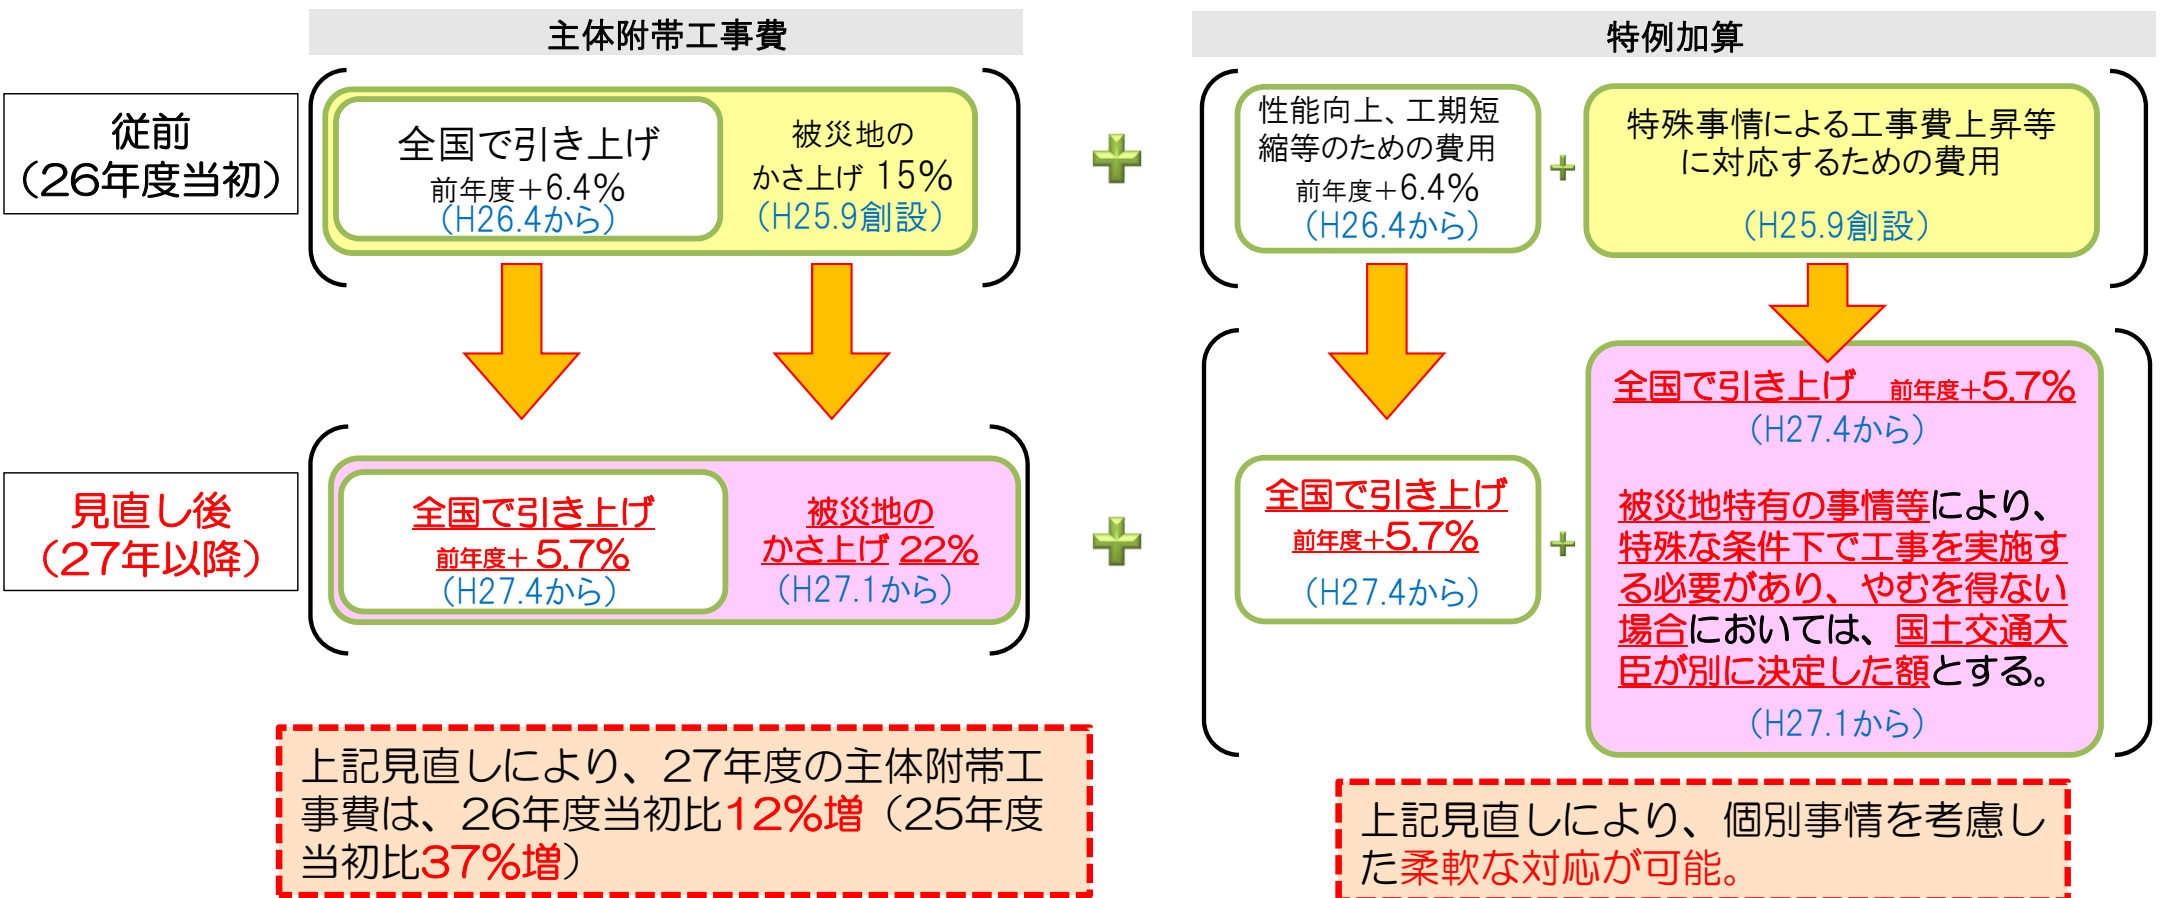 主体附帯工事費
特例加算
従前
（26年度当初）
全国で引き上げ
前年度＋6.4％
（H26.4から）
被災地の
かさ上げ 15％
（H25.9創設）
性能向上、工期短
縮等のための費用
前年度＋6.4％
（H26.4から）
特殊事情による工事費上昇等
に対応するための費用
（H25.9創設）
見直し後
（27年以降）
全国で引き上げ
前年度＋ 5.7％
（H27.4から）
被災地の
かさ上げ 22％
（H27.1から）
全国で引き上げ
前年度＋5.7％
（H27.4から）
全国で引き上げ　前年度＋5.7％
（H27.4から）
被災地特有の事情等により、
特殊な条件下で工事を実施す
る必要があり、やむを得ない
場合においては、国土交通大
臣が別に決定した額とする。
（H27.1から）
上記見直しにより、27年度の主体附帯工
事費は、26年度当初比12％増（25年度
当初比37％増）
上記見直しにより、個別事情を考慮し
た柔軟な対応が可能。